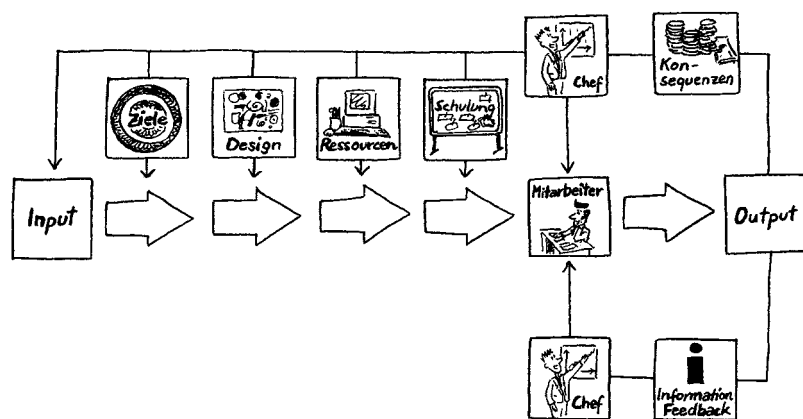 Chef
Kon-
sequenzen
Ziele
Design
Ressourcen
Schulung
Input
Mitarbeiter
Output
Chef
Information
Feedback